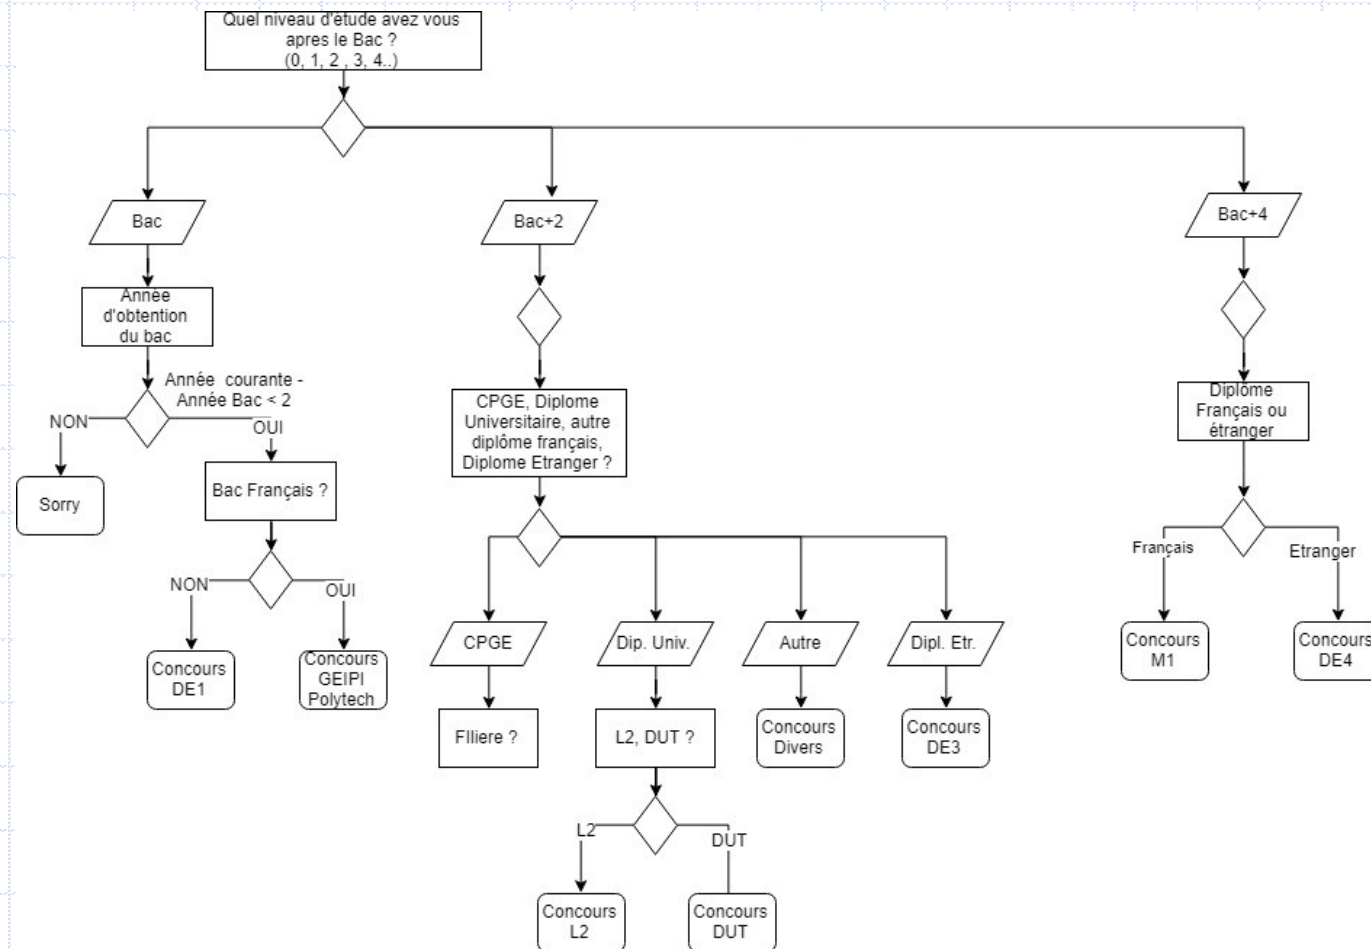 Quel niveau d'étude avez vous
apres le Bac ?
(0, 1, 2 , 3, 4..)
Bac
Bac+2
Bac+4
Année
d'obtention
du bac
Année courante -
Année Bac < 2
NON
OUI
Sorry
Bac Français ?
NON
OUI
Concours
DE1
Concours
GEIPI
Polytech
CPGE, Diplome
Universitaire, autre
diplôme français,
Diplome Etranger ?
CPGE
Dip. Univ.
Autre
Dipl. Etr.
FIliere ?
L2, DUT ?
Concours
Divers
Concours
DE3
L2
DUT
Concours
L2
Concours
DUT
Diplôme
Français ou
étranger
Français
Etranger
Concours
M1
Concours
DE4